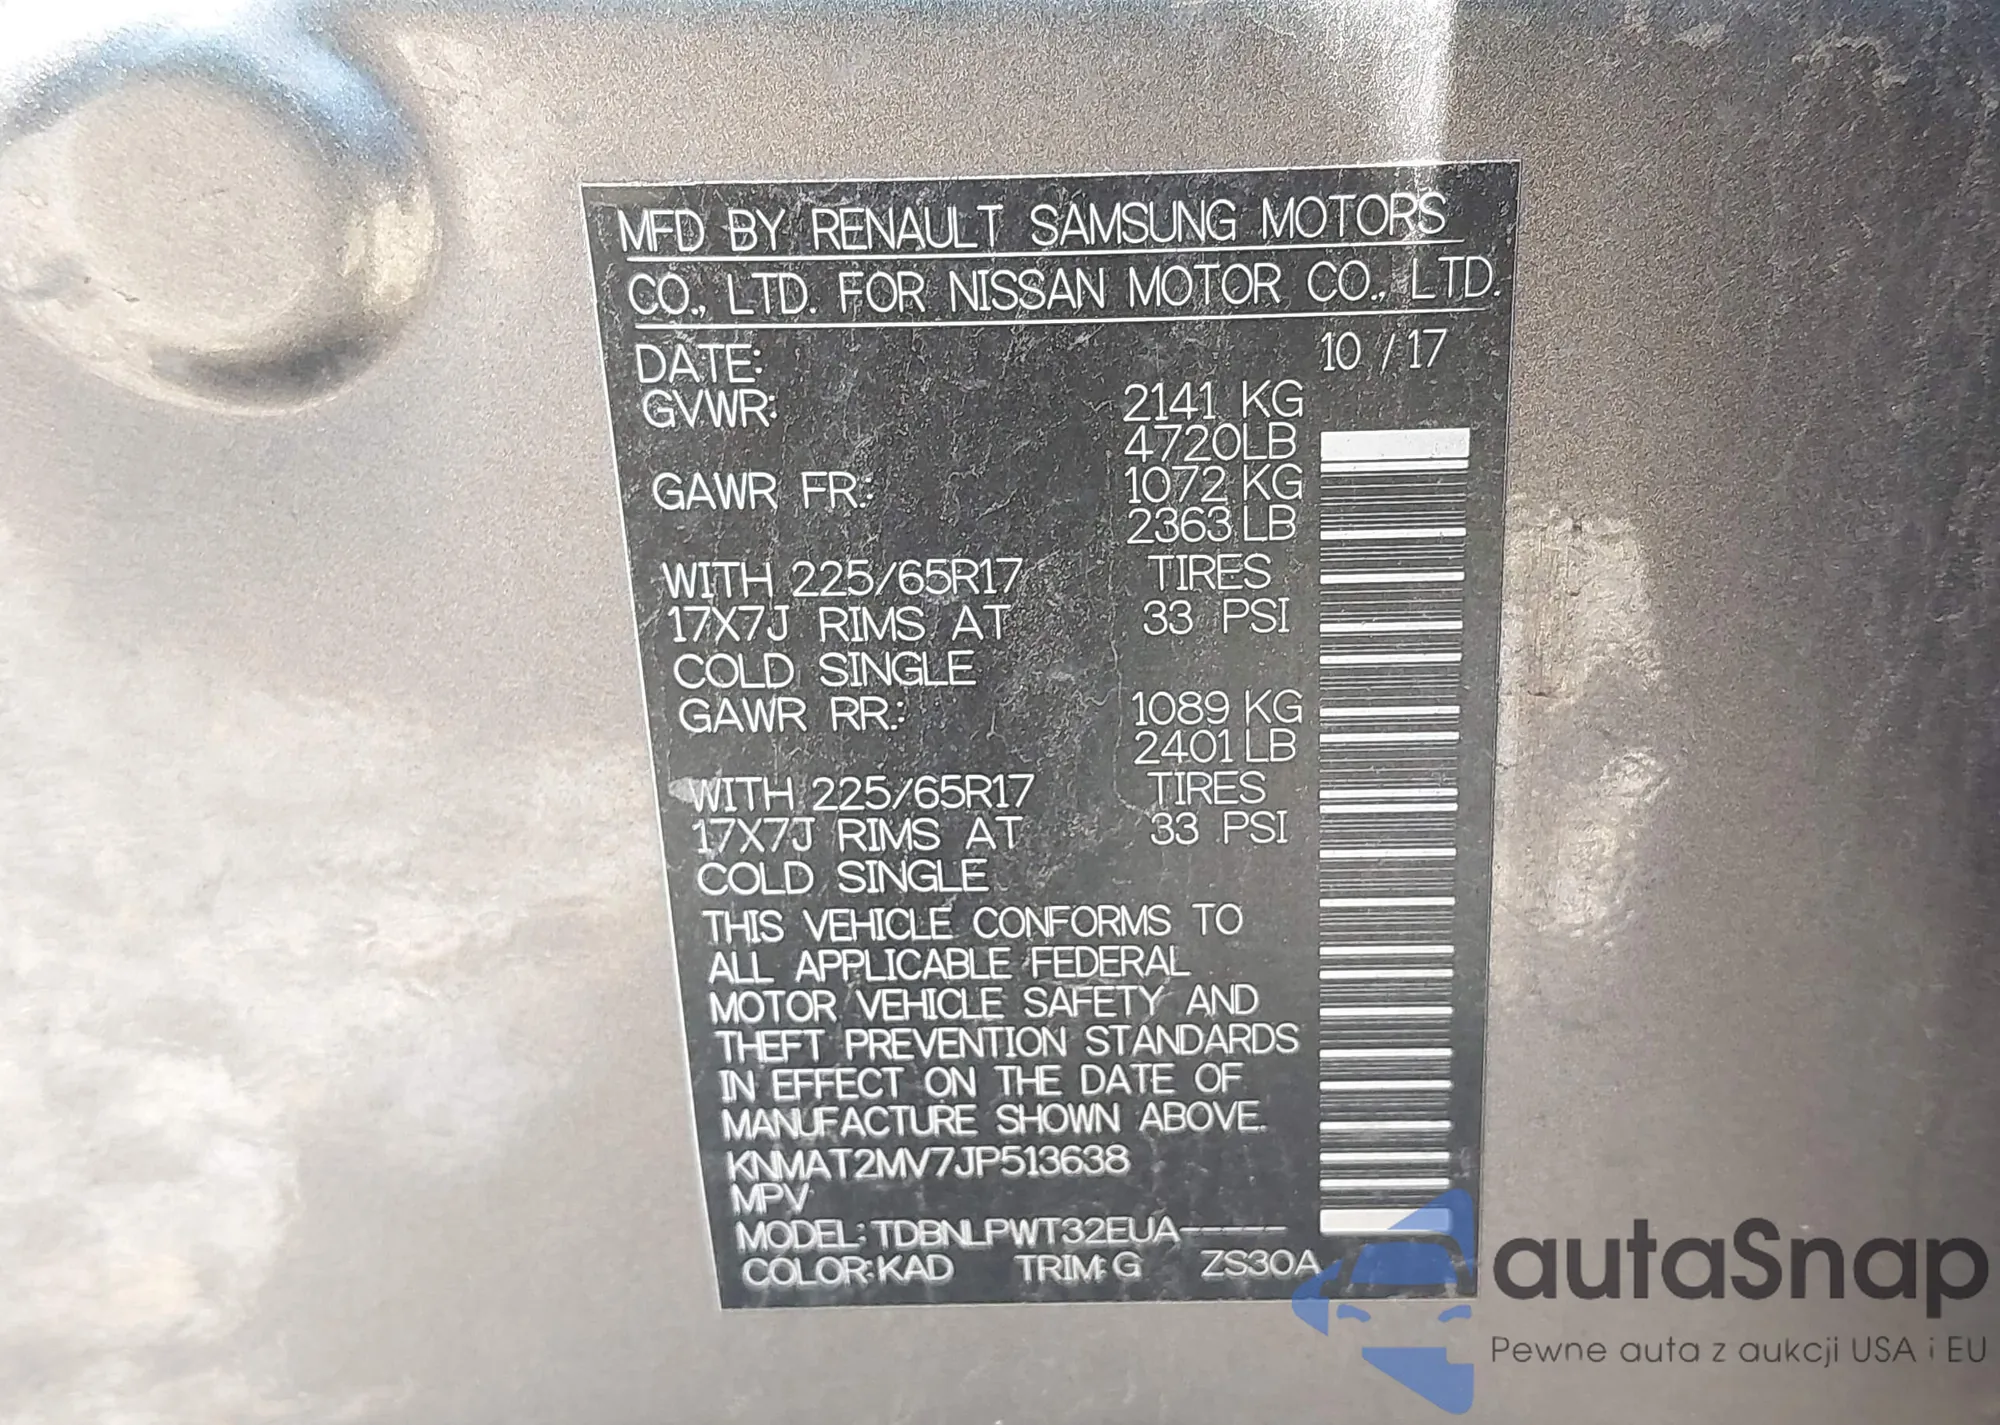 MFD BY RENAULT SAMSUNG MOTORS
CO., LTD. FOR NISSAN MOTOR CO., LTD.
DATE: 10 / 17
GVWR: 2141 KG
4720LB
GAWR FR.: 1072 KG
2363 LB
WITH 225/65R17 TIRES
17X7J RIMS AT 33 PSI
COLD SINGLE
GAWR RR.: 1089 KG
2401 LB
WITH 225/65R17 TIRES
17X7J RIMS AT 33 PSI
COLD SINGLE
THIS VEHICLE CONFORMS TO
ALL APPLICABLE FEDERAL
MOTOR VEHICLE SAFETY AND
THEFT PREVENTION STANDARDS
IN EFFECT ON THE DATE OF
MANUFACTURE SHOWN ABOVE.
KNMAT2MV7JP513638
MPV
MODEL: TDBNLPWT32EUA-----
COLOR: KAD TRIM: G ZS30A
autaSnap
Pewne auta z aukcji USA i EU